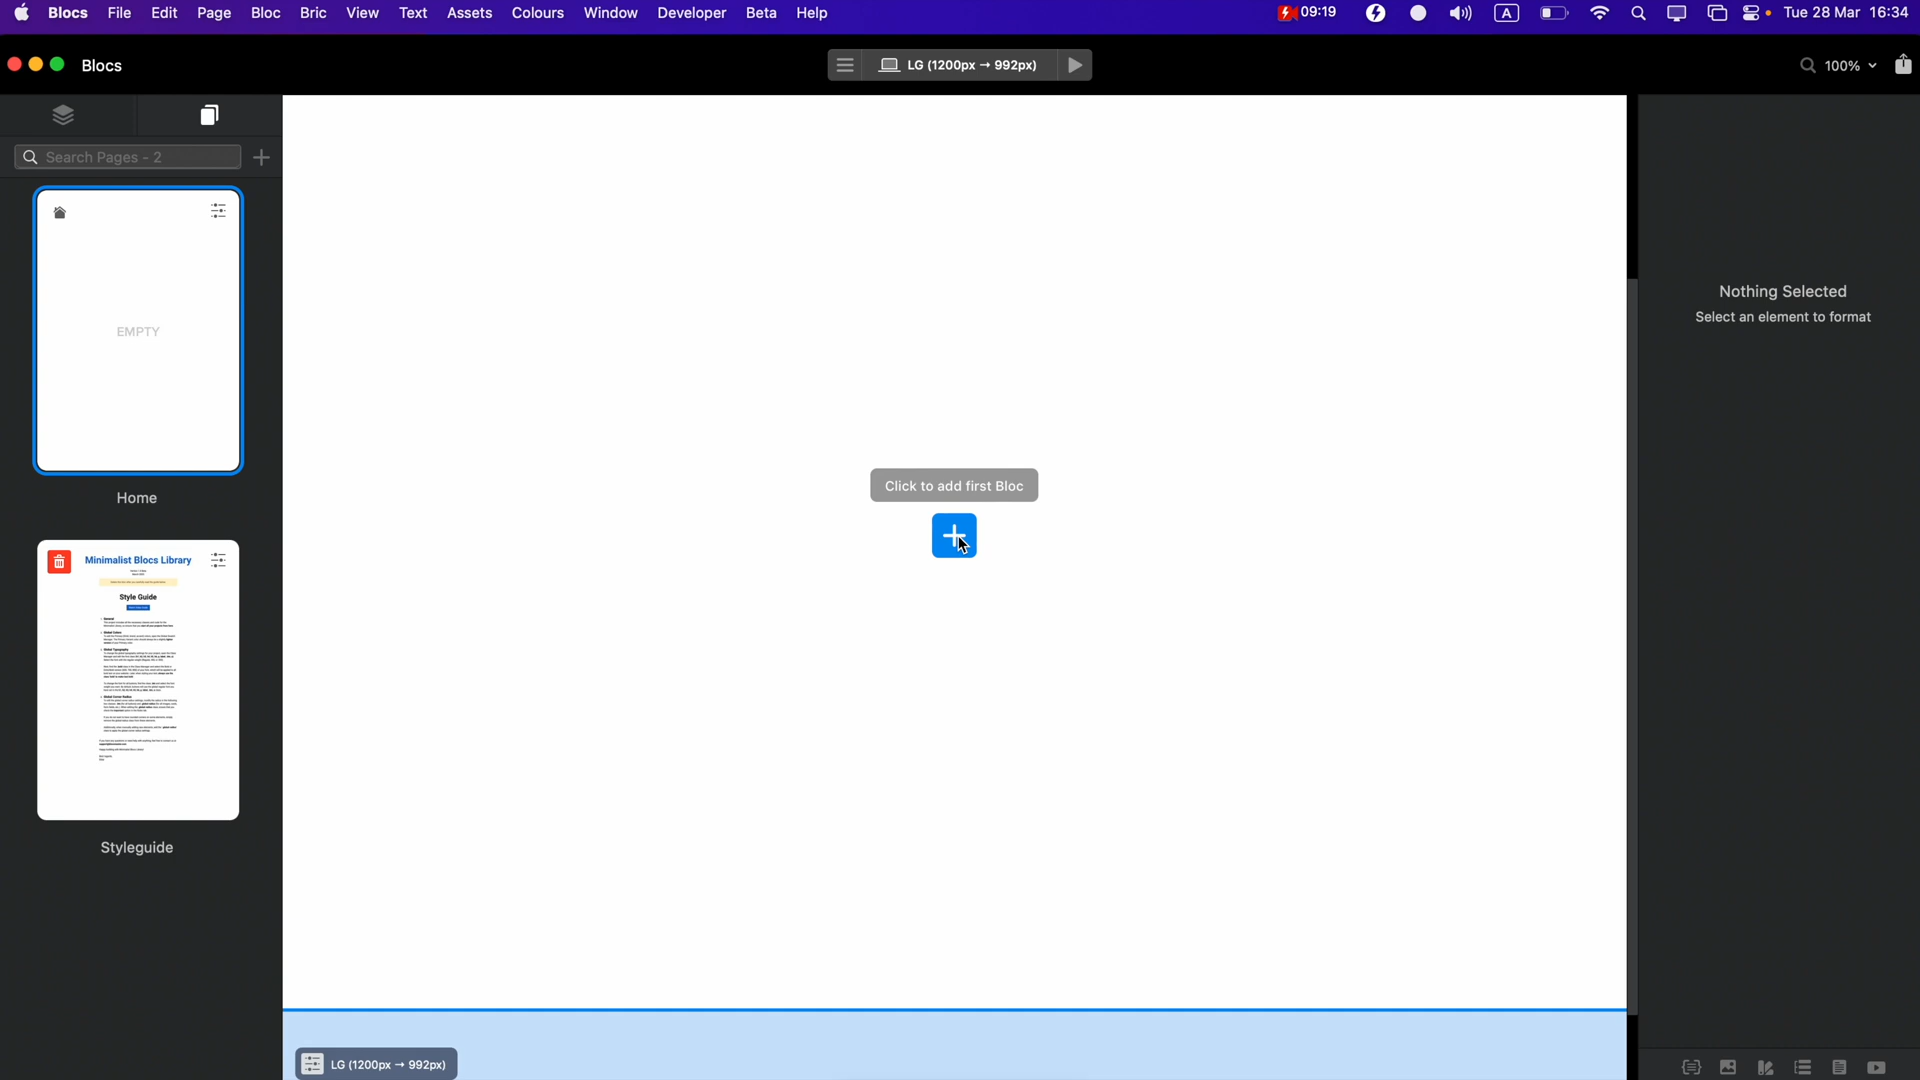 Blocs File Edit Page Bloc Bric View Text Assets Colours Window Developer Beta Help 09:19 A Tue 28 Mar 16:34
Blocs LG (1200px → 992px) 100%
Search Pages - 2
EMPTY
Home
Minimalist Blocs Library
Style Guide
Styleguide
Click to add first Bloc
LG (1200px → 992px)
Nothing Selected
Select an element to format